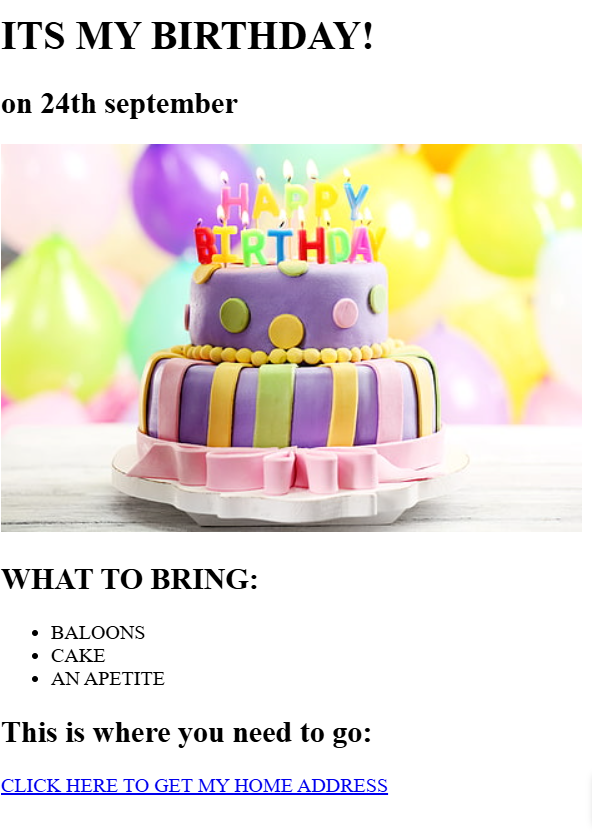 ITS MY BIRTHDAY!
on 24th september
HAPPY
BIRTHDAY
WHAT TO BRING:
BALOONS
CAKE
AN APETITE
This is where you need to go:
CLICK HERE TO GET MY HOME ADDRESS